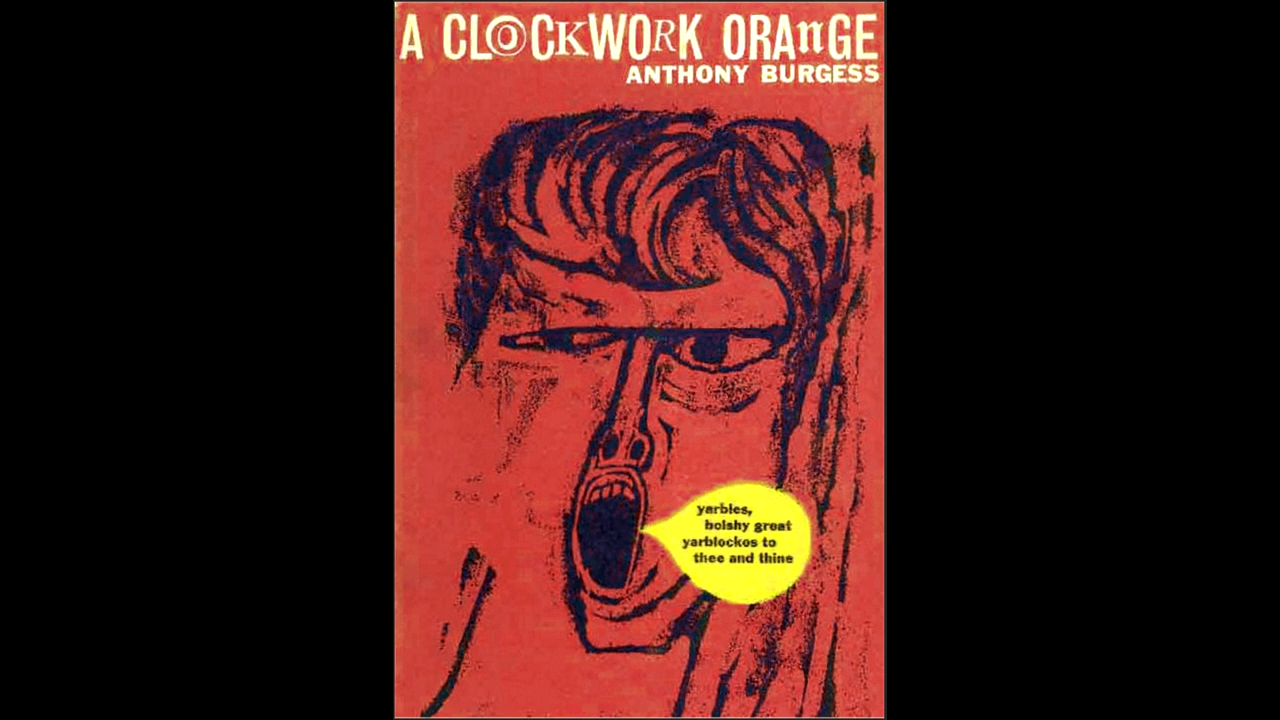 A CLOCKWORK ORAnGE
ANTHONY BURGESS
yarbles,
bolshy great
yarblockos to
thee and thine